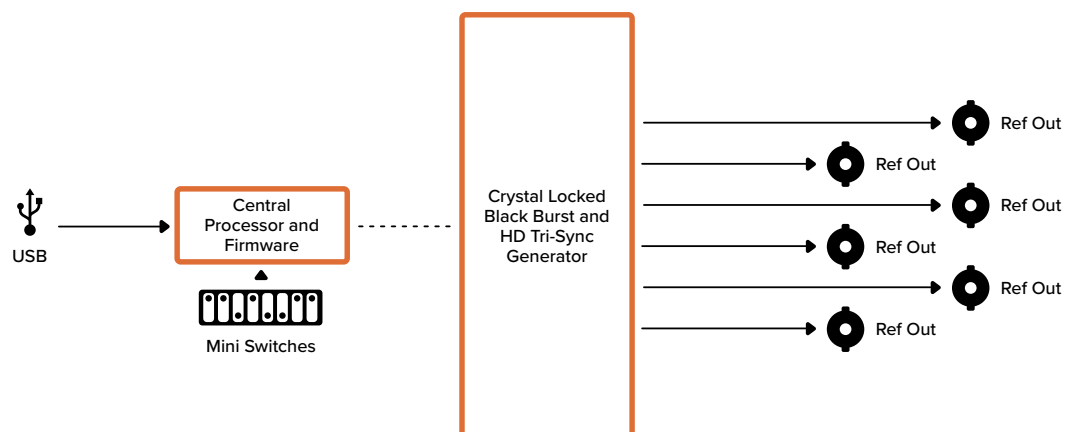 USB
Central
Processor and
Firmware
Mini Switches
Crystal Locked
Black Burst and
HD Tri-Sync
Generator
Ref Out
Ref Out
Ref Out
Ref Out
Ref Out
Ref Out